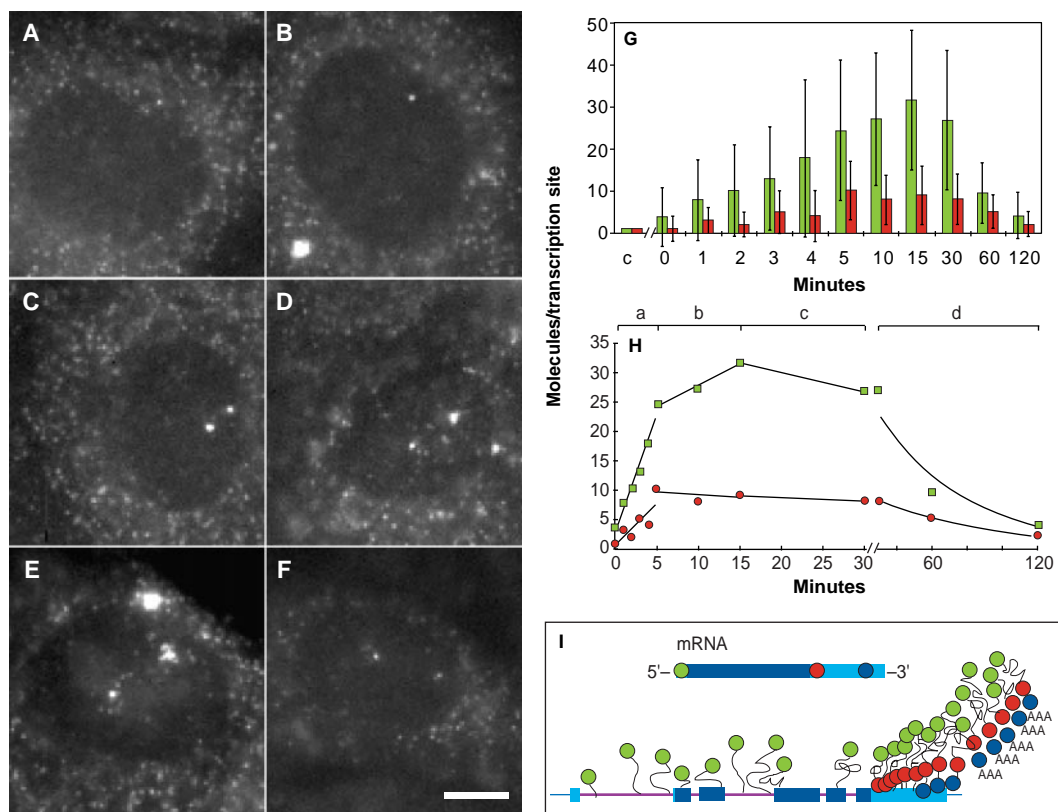 A
B
C
D
E
F
G
Molecules/transcription site
50
40
30
20
10
0
c 0 1 2 3 4 5 10 15 30 60 120
Minutes
a b c d
H
35
30
25
20
15
10
5
0
0 5 10 15 20 25 30 60 120
Minutes
I
mRNA
5'– –3'
AAA
AAA
AAA
AAA
AAA